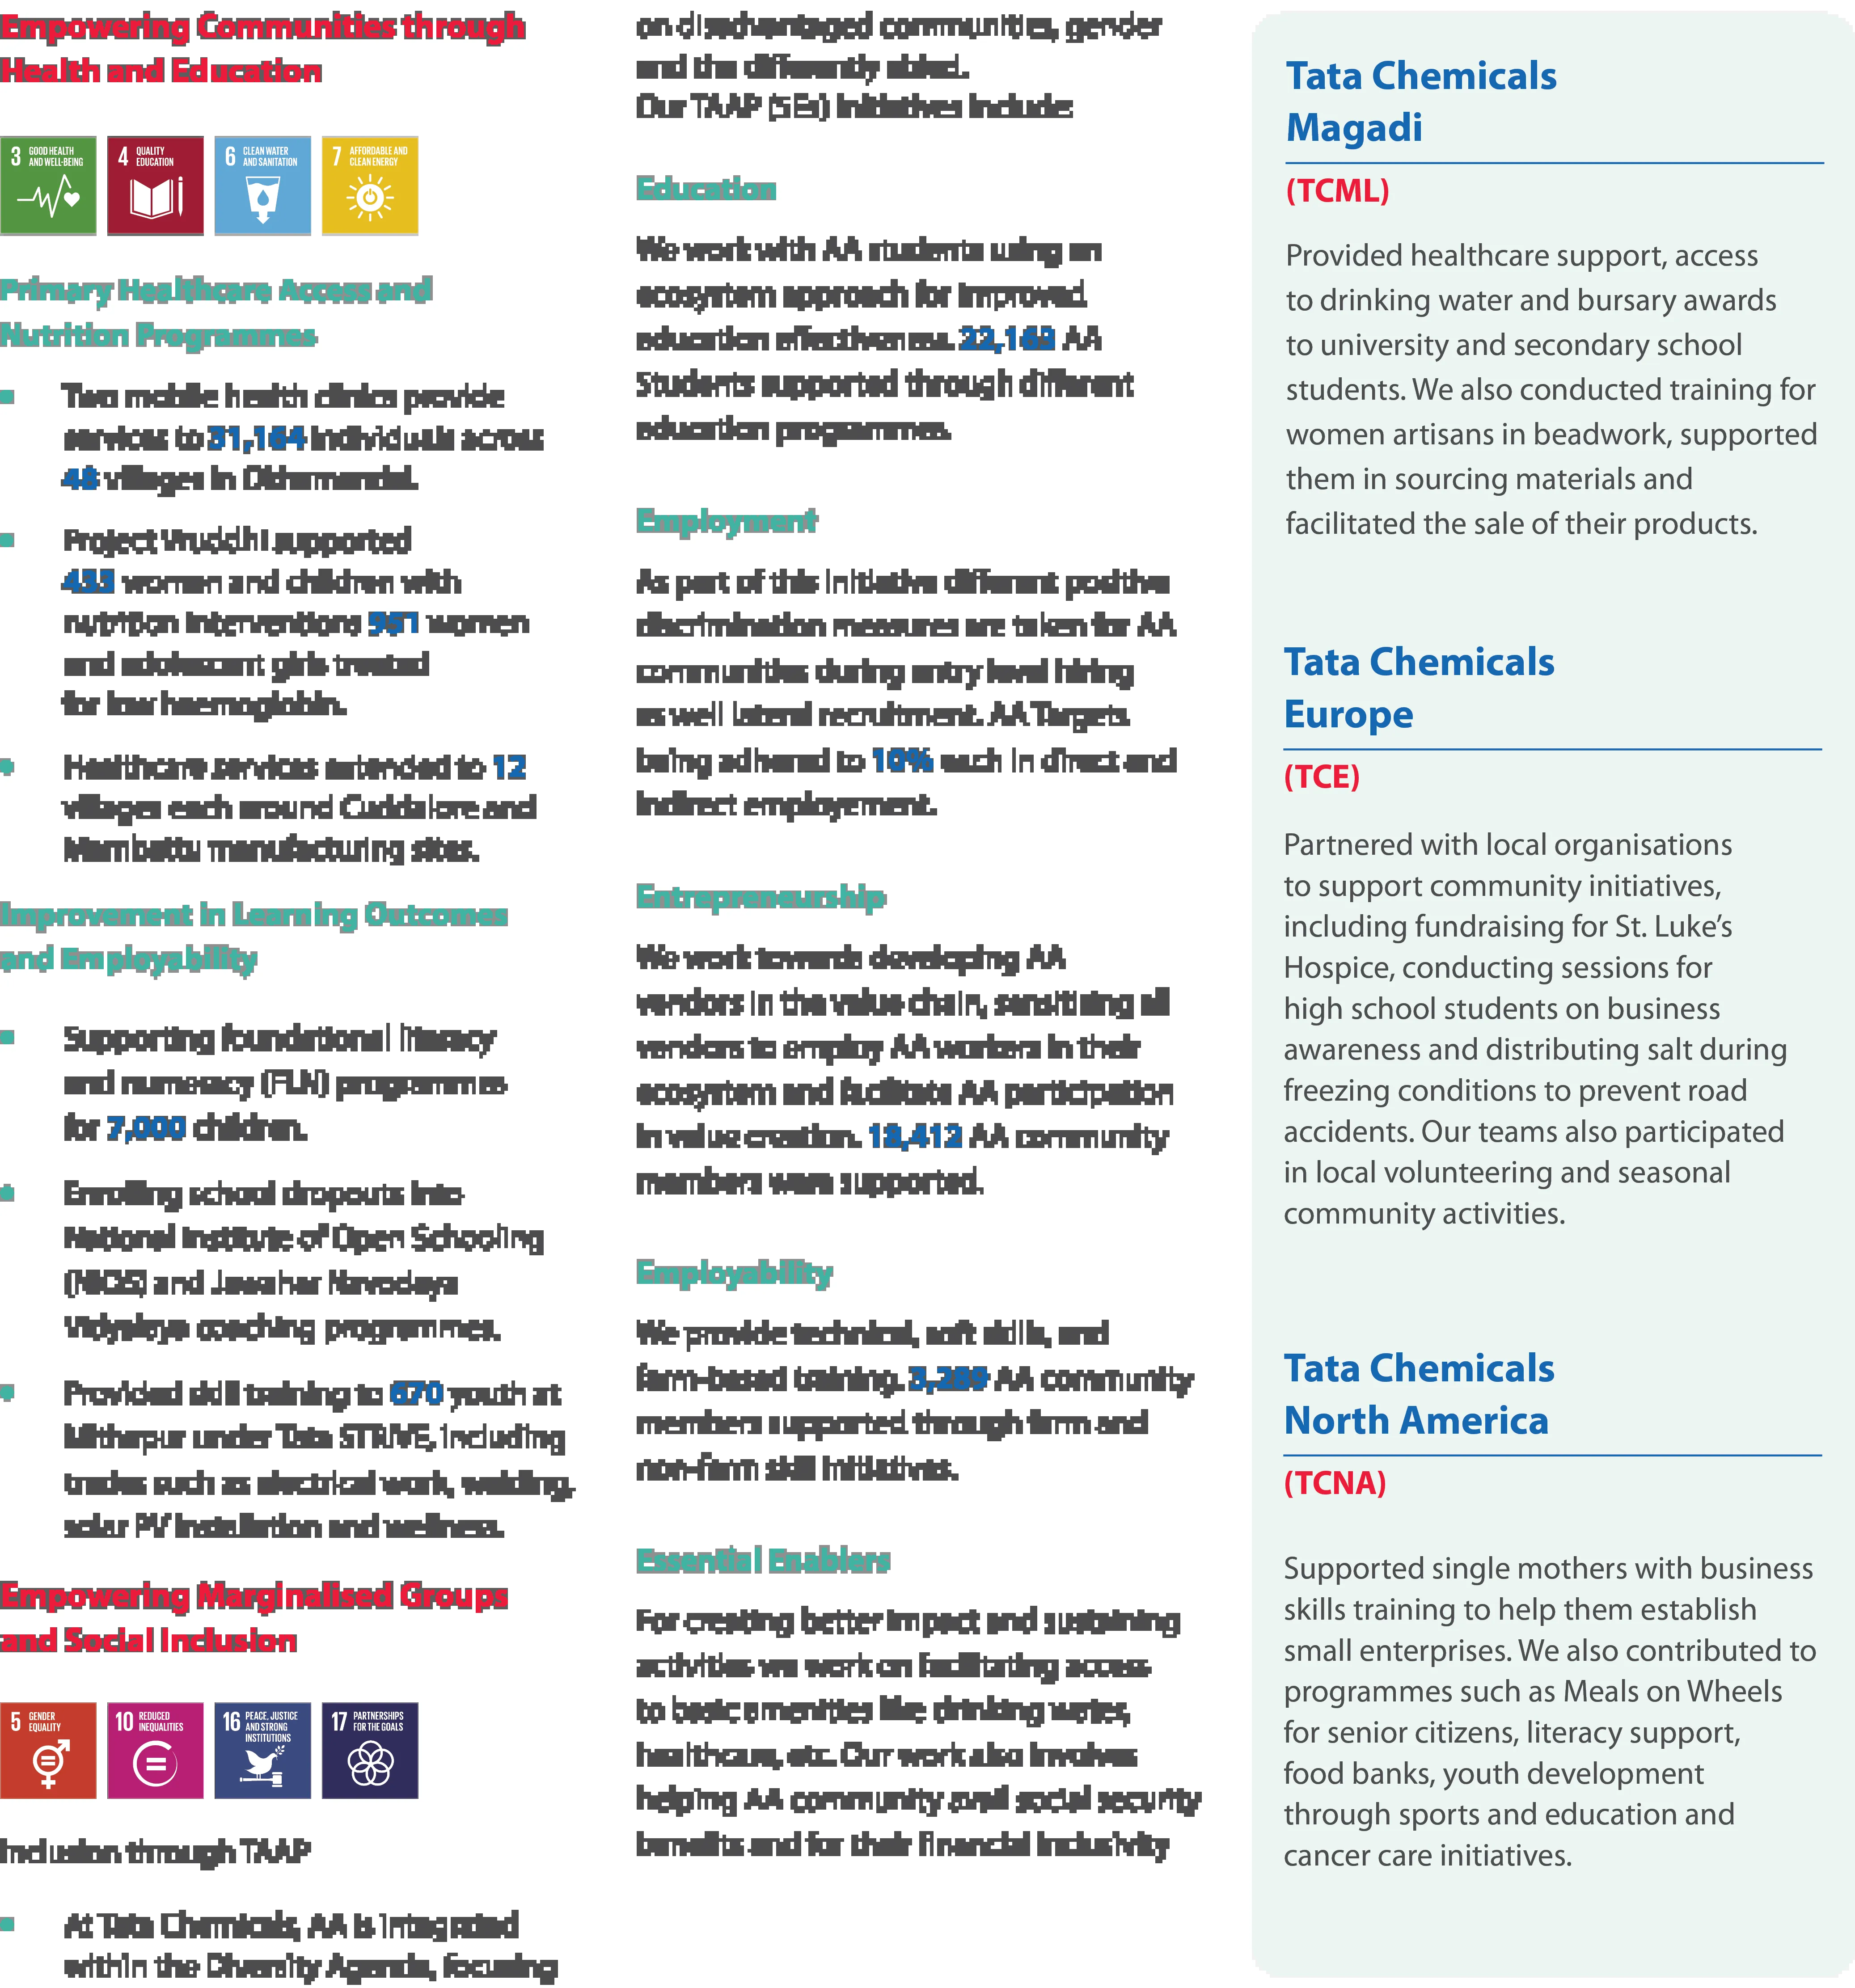 Empowering Communities through
Health and Education
3 GOOD HEALTH
AND WELL-BEING
4 QUALITY
EDUCATION
6 CLEAN WATER
AND SANITATION
7 AFFORDABLE AND
CLEAN ENERGY
Primary Healthcare Access and
Nutrition Programmes
Two mobile health clinics provide
services to 31,164 individuals across
48 villages in Okhamandal.
Project Vruddhi supported
433 women and children with
nutrition interventions 951 women
and adolescent girls treated
for low haemoglobin.
Healthcare services extended to 12
villages each around Cuddalore and
Mambattu manufacturing sites.
Improvement in Learning Outcomes
and Employability
Supporting foundational literacy
and numeracy (FLN) programmes
for 7,000 children.
Enrolling school dropouts into
National Institute of Open Schooling
(NIOS) and Jawahar Navodaya
Vidyalaya coaching programmes.
Provided skill training to 670 youth at
Mithapur under Tata STRIVE, including
trades such as electrical work, welding,
solar PV installation and wellness.
Empowering Marginalised Groups
and Social Inclusion
5 GENDER
EQUALITY
10 REDUCED
INEQUALITIES
16 PEACE, JUSTICE
AND STRONG
INSTITUTIONS
17 PARTNERSHIPS
FOR THE GOALS
Inclusion through TAAP
At Tata Chemicals, AA is integrated
within the Diversity Agenda, focusing
on disadvantaged communities, gender
and the differently abled.
Our TAAP (5Es) initiatives include:
Education
We work with AA students using an
ecosystem approach for improved
education effectiveness. 22,163 AA
Students supported through different
education programmes.
Employment
As part of this initiative different positive
discrimination measures are taken for AA
communities during entry level hiring
as well lateral recruitment. AA Targets
being adhered to 10% each in direct and
indirect employement.
Entrepreneurship
We work towards developing AA
vendors in the value chain, sensitising all
vendors to employ AA workers in their
ecosystem and facilitate AA participation
in value creation. 18,412 AA community
members were supported.
Employability
We provide technical, soft skills, and
farm-based training. 3,289 AA community
members supported through farm and
non-farm skill initiatives.
Essential Enablers
For creating better impact and sustaining
activities we work on facilitating access
to basic amenities like drinking water,
healthcare, etc. Our work also involves
helping AA community avail social security
benefits and for their financial inclusivity
Tata Chemicals
Magadi
(TCML)
Provided healthcare support, access
to drinking water and bursary awards
to university and secondary school
students. We also conducted training for
women artisans in beadwork, supported
them in sourcing materials and
facilitated the sale of their products.
Tata Chemicals
Europe
(TCE)
Partnered with local organisations
to support community initiatives,
including fundraising for St. Luke’s
Hospice, conducting sessions for
high school students on business
awareness and distributing salt during
freezing conditions to prevent road
accidents. Our teams also participated
in local volunteering and seasonal
community activities.
Tata Chemicals
North America
(TCNA)
Supported single mothers with business
skills training to help them establish
small enterprises. We also contributed to
programmes such as Meals on Wheels
for senior citizens, literacy support,
food banks, youth development
through sports and education and
cancer care initiatives.